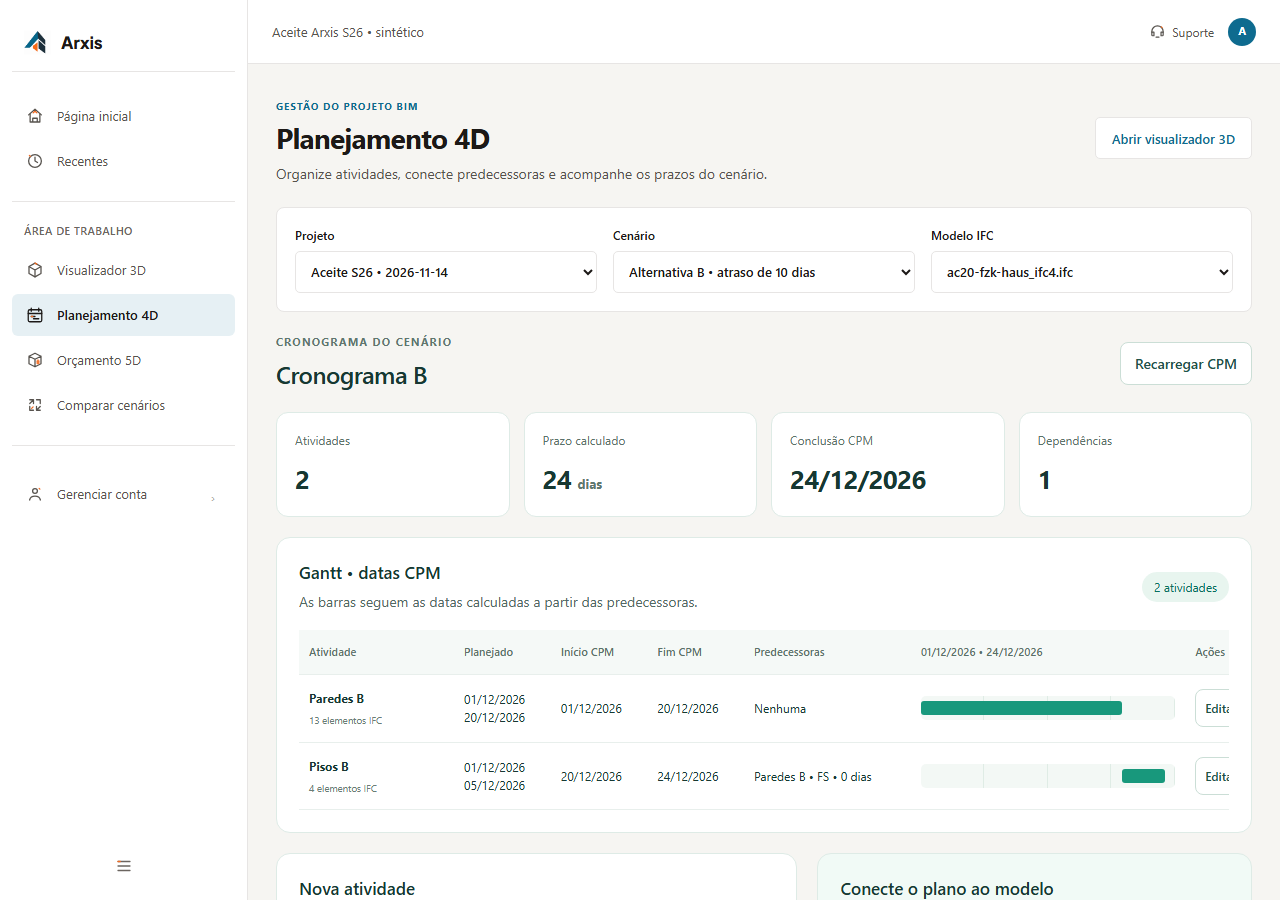 Arxis
Página inicial
Recentes
ÁREA DE TRABALHO
Visualizador 3D
Planejamento 4D
Orçamento 5D
Comparar cenários
Gerenciar conta
Aceite Arxis S26 • sintético
Suporte
A
GESTÃO DO PROJETO BIM
Planejamento 4D
Organize atividades, conecte predecessoras e acompanhe os prazos do cenário.
Abrir visualizador 3D
Projeto
Aceite S26 • 2026-11-14
Cenário
Alternativa B • atraso de 10 dias
Modelo IFC
ac20-fzk-haus_ifc4.ifc
CRONOGRAMA DO CENÁRIO
Cronograma B
Recarregar CPM
Atividades
2
Prazo calculado
24 dias
Conclusão CPM
24/12/2026
Dependências
1
Gantt • datas CPM
As barras seguem as datas calculadas a partir das predecessoras.
2 atividades
Atividade Planejado Início CPM Fim CPM Predecessoras 01/12/2026 • 24/12/2026 Ações
Paredes B
13 elementos IFC
01/12/2026
20/12/2026
01/12/2026
20/12/2026
Nenhuma
Edita
Pisos B
4 elementos IFC
01/12/2026
05/12/2026
20/12/2026
24/12/2026
Paredes B • FS • 0 dias
Edita
Nova atividade
Conecte o plano ao modelo